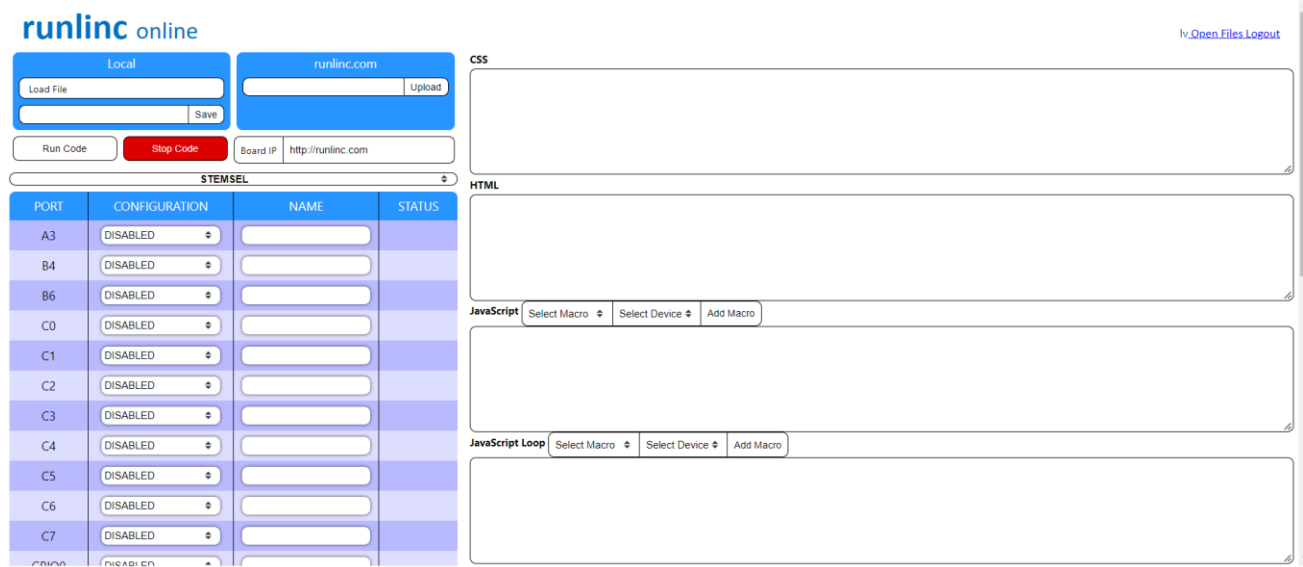 runlinc online
lv Open Files Logout
Local
Load File
Save
runlinc.com
Upload
Run Code
Stop Code
Board IP
http://runlinc.com
STEMSEL
PORT CONFIGURATION NAME STATUS
A3 DISABLED
B4 DISABLED
B6 DISABLED
C0 DISABLED
C1 DISABLED
C2 DISABLED
C3 DISABLED
C4 DISABLED
C5 DISABLED
C6 DISABLED
C7 DISABLED
GPIO0 DISABLED
CSS
HTML
JavaScript Select Macro Select Device Add Macro
JavaScript Loop Select Macro Select Device Add Macro